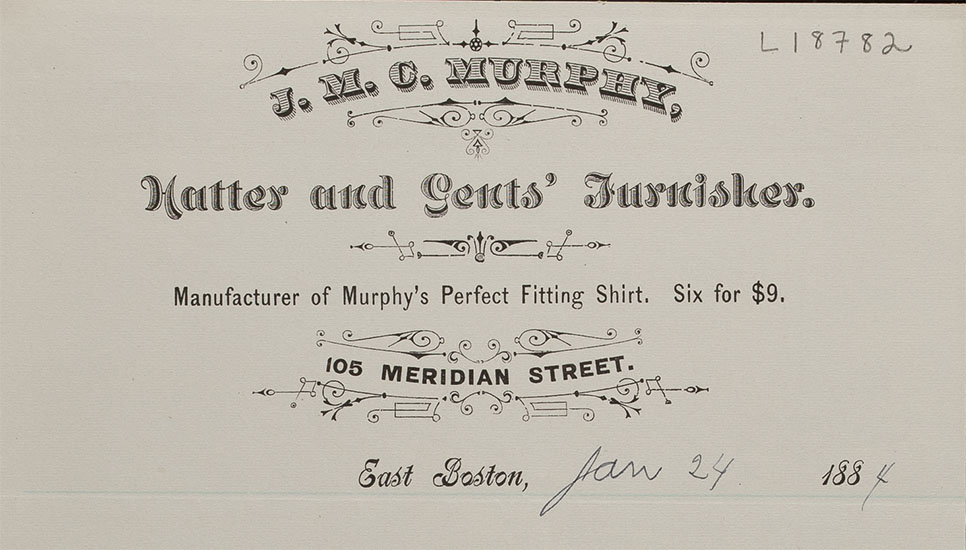 L18782
J. M. C. MURPHY,
Hatter and Gents' Furnisher.
Manufacturer of Murphy's Perfect Fitting Shirt. Six for $9.
105 MERIDIAN STREET.
East Boston, Jan 24 1884